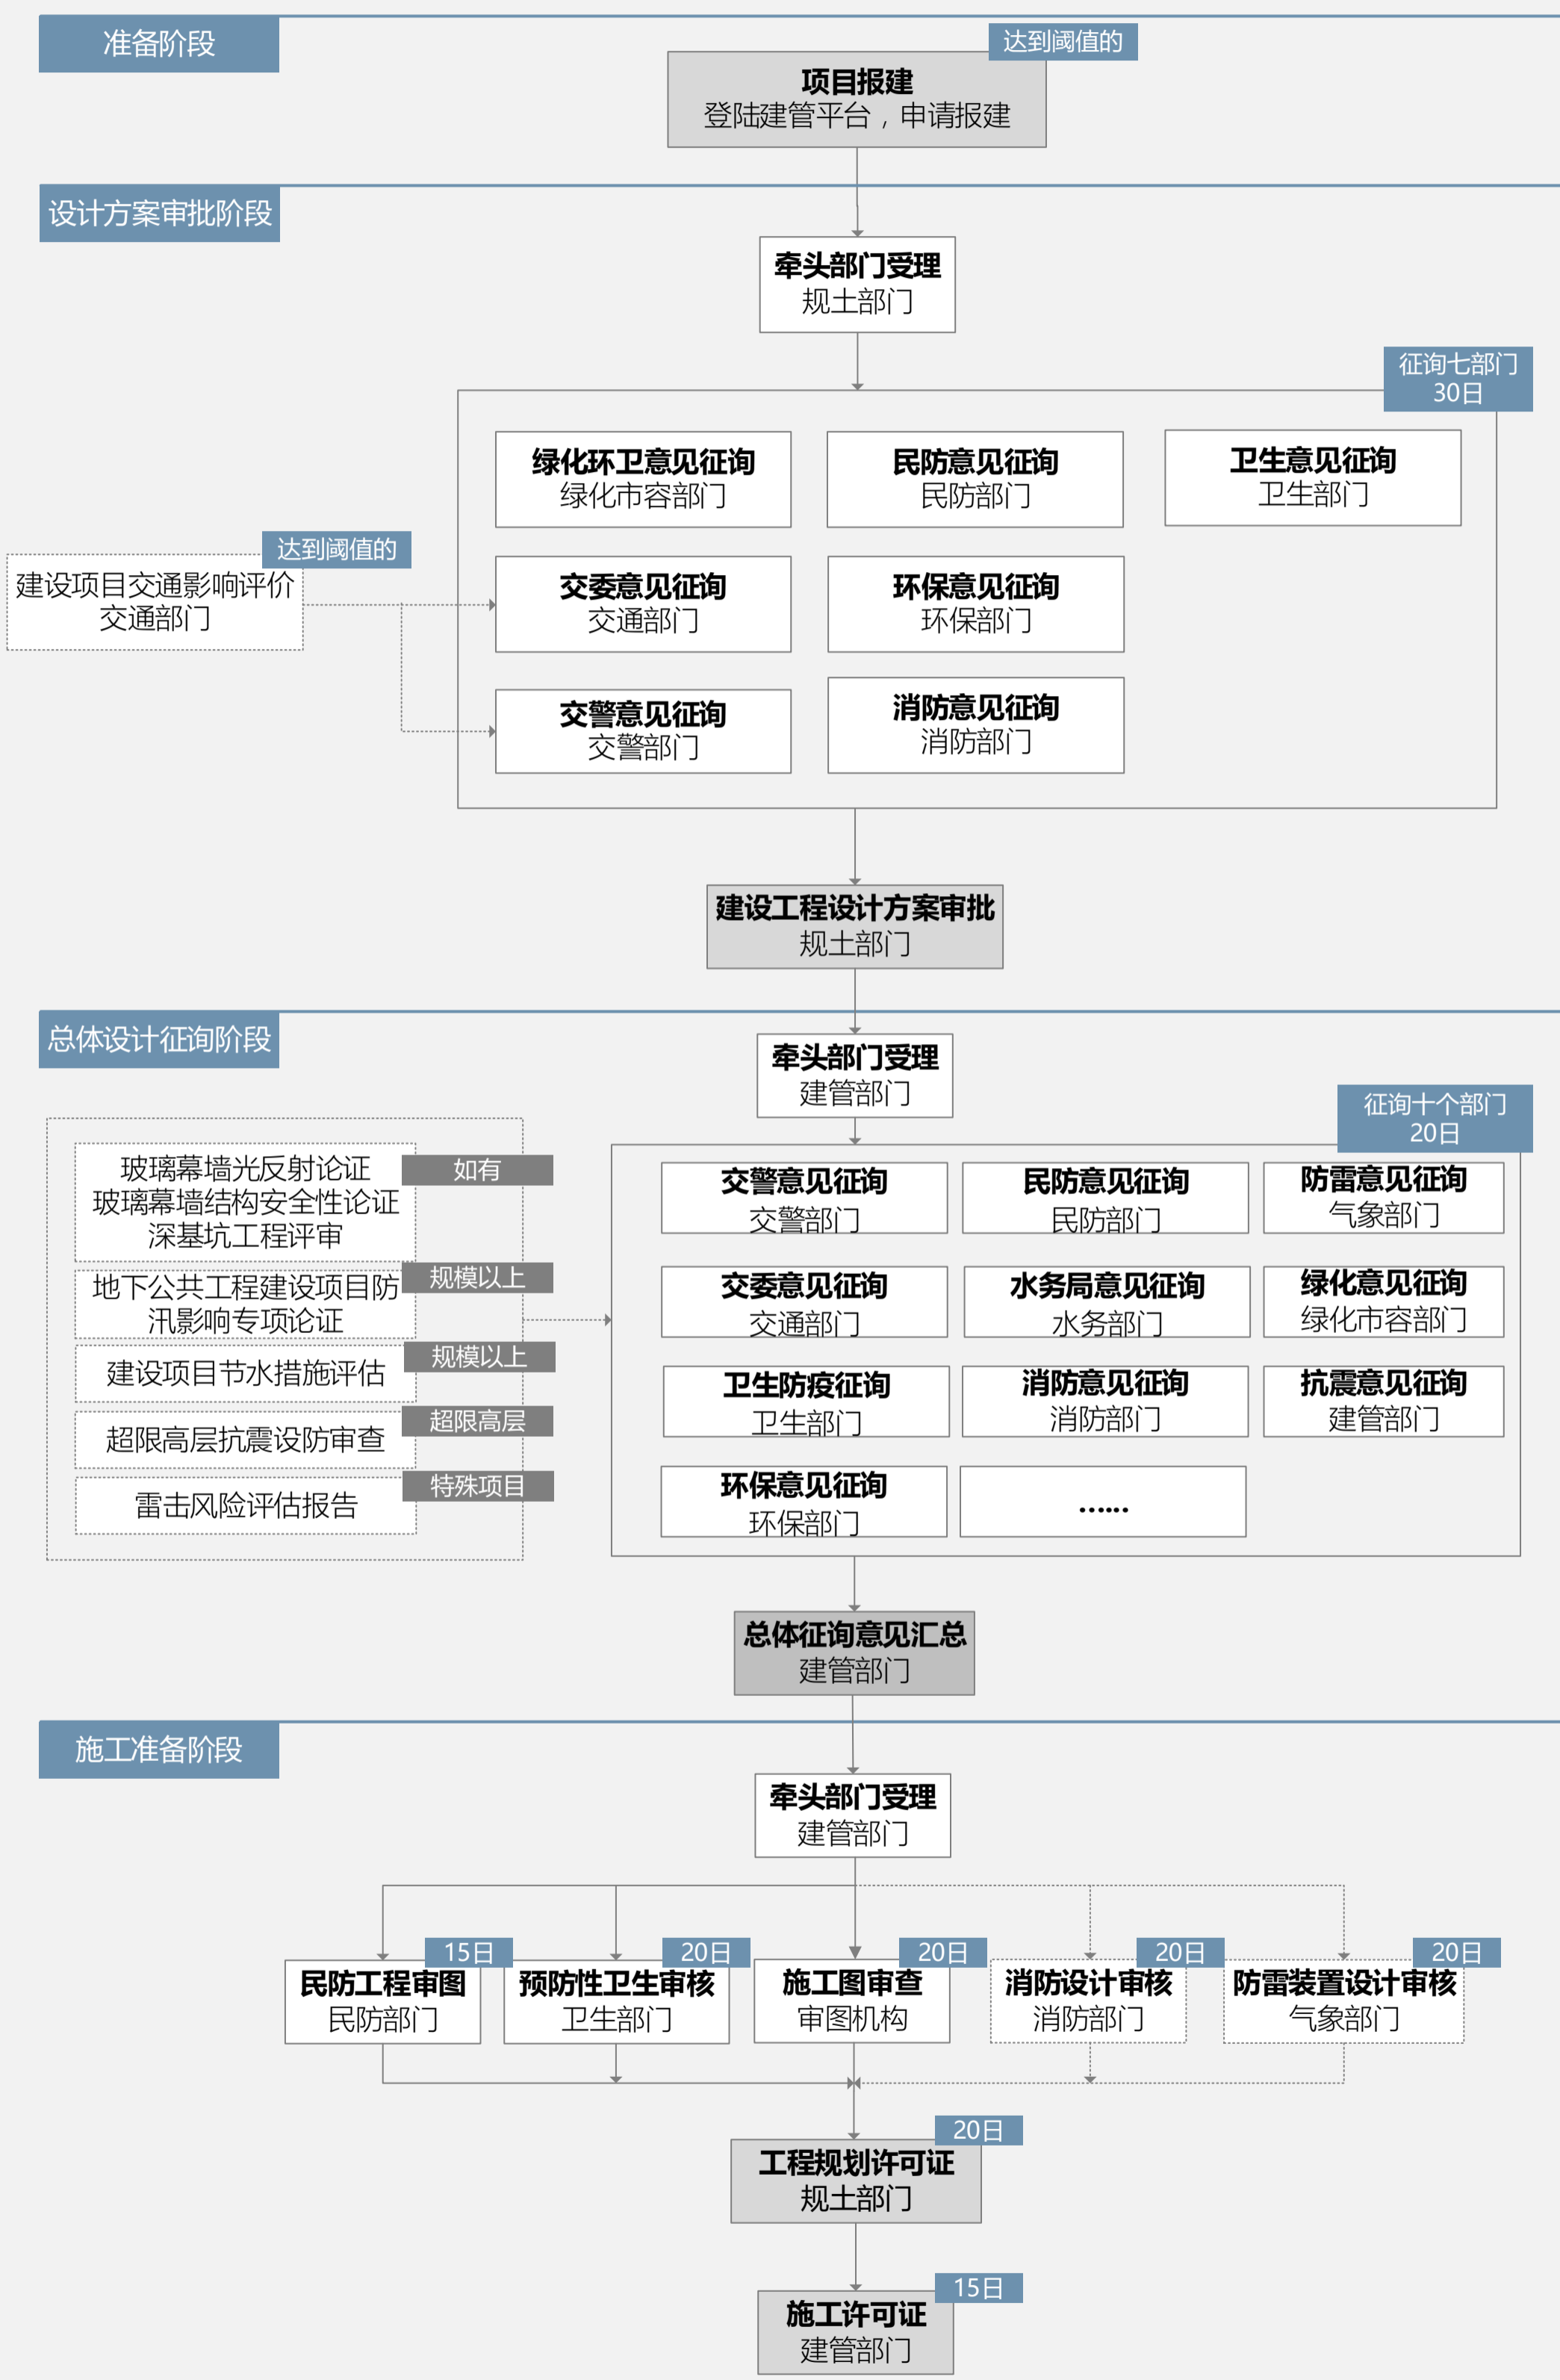 准备阶段
达到阈值的
项目报建
登陆建管平台，申请报建
设计方案审批阶段
牵头部门受理
规土部门
征询七部门
30日
绿化环卫意见征询
绿化市容部门
民防意见征询
民防部门
卫生意见征询
卫生部门
达到阈值的
建设项目交通影响评价
交通部门
交委意见征询
交通部门
环保意见征询
环保部门
交警意见征询
交警部门
消防意见征询
消防部门
建设工程设计方案审批
规土部门
总体设计征询阶段
牵头部门受理
建管部门
征询十个部门
20日
玻璃幕墙光反射论证
玻璃幕墙结构安全性论证
深基坑工程评审
如有
地下公共工程建设项目防
汛影响专项论证
规模以上
建设项目节水措施评估
规模以上
超限高层抗震设防审查
超限高层
雷击风险评估报告
特殊项目
交警意见征询
交警部门
民防意见征询
民防部门
防雷意见征询
气象部门
交委意见征询
交通部门
水务局意见征询
水务部门
绿化意见征询
绿化市容部门
卫生防疫征询
卫生部门
消防意见征询
消防部门
抗震意见征询
建管部门
环保意见征询
环保部门
……
总体征询意见汇总
建管部门
施工准备阶段
牵头部门受理
建管部门
15日
民防工程审图
民防部门
20日
预防性卫生审核
卫生部门
20日
施工图审查
审图机构
20日
消防设计审核
消防部门
20日
防雷装置设计审核
气象部门
20日
工程规划许可证
规土部门
15日
施工许可证
建管部门